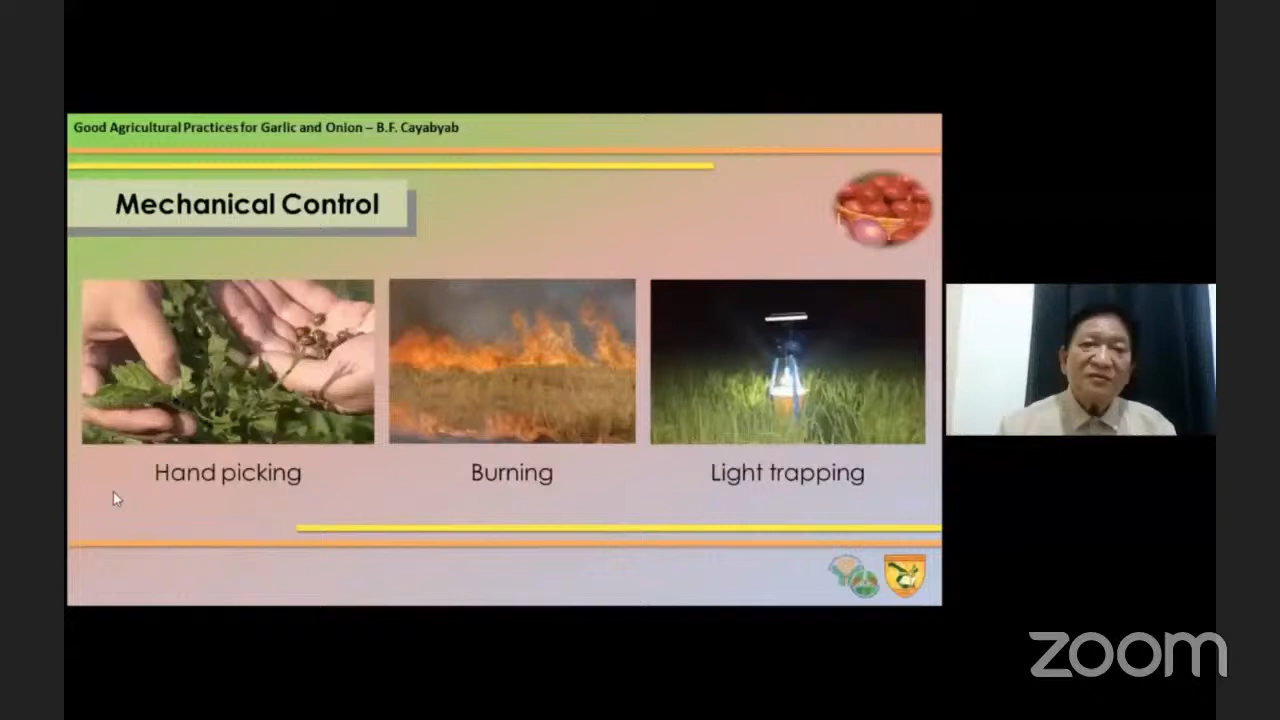 Good Agricultural Practices for Garlic and Onion – B.F. Cayabyab
Mechanical Control
Hand picking
Burning
Light trapping
zoom